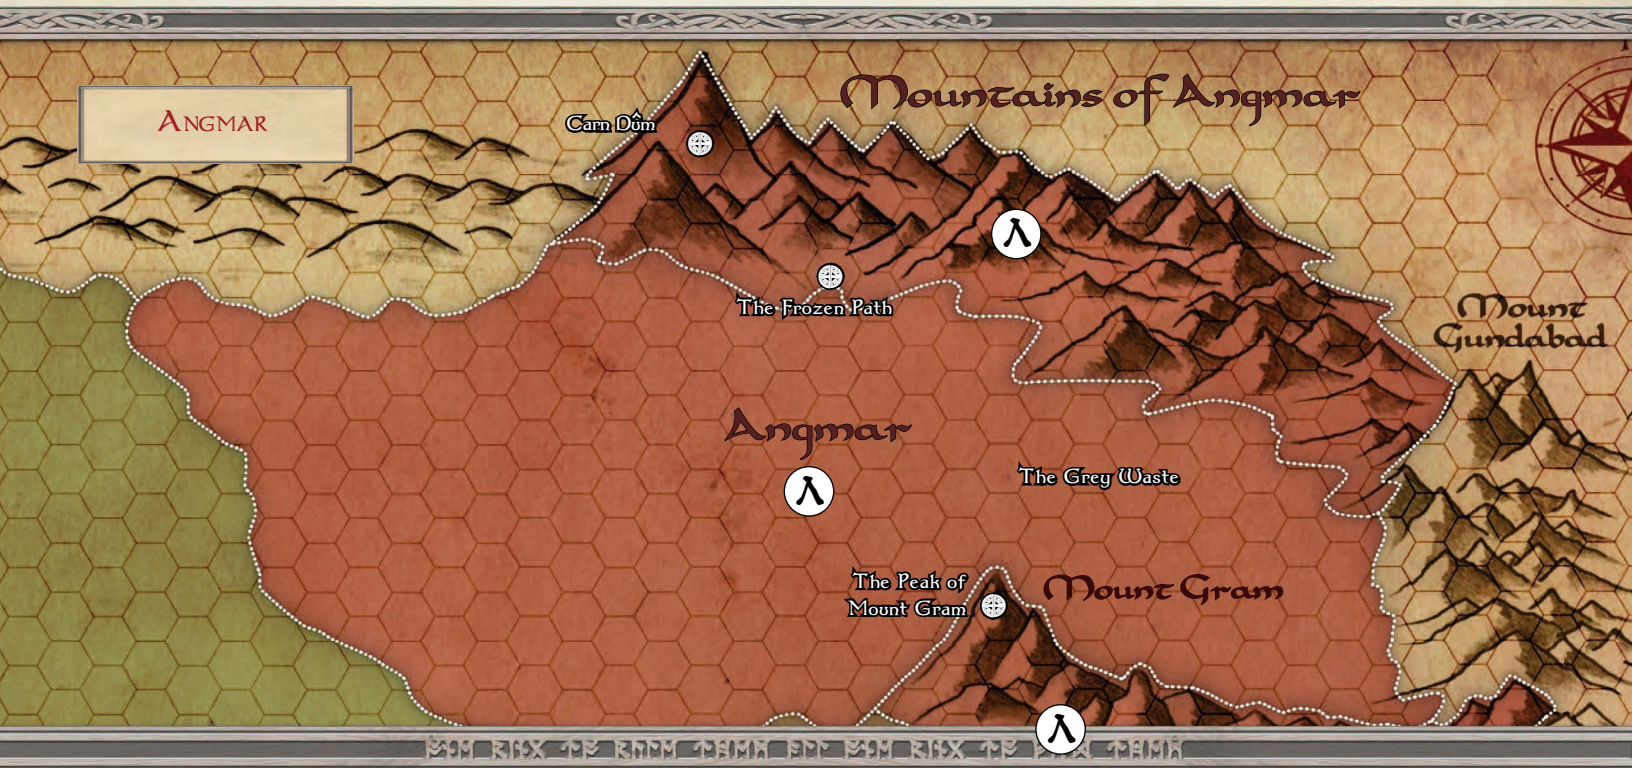 Mountains of Angmar
Angmar
Carn Dûm
Mount
Gundabad
The Frozen Path
Angmar
The Grey Waste
The Peak of
Mount Gram
Mount Gram